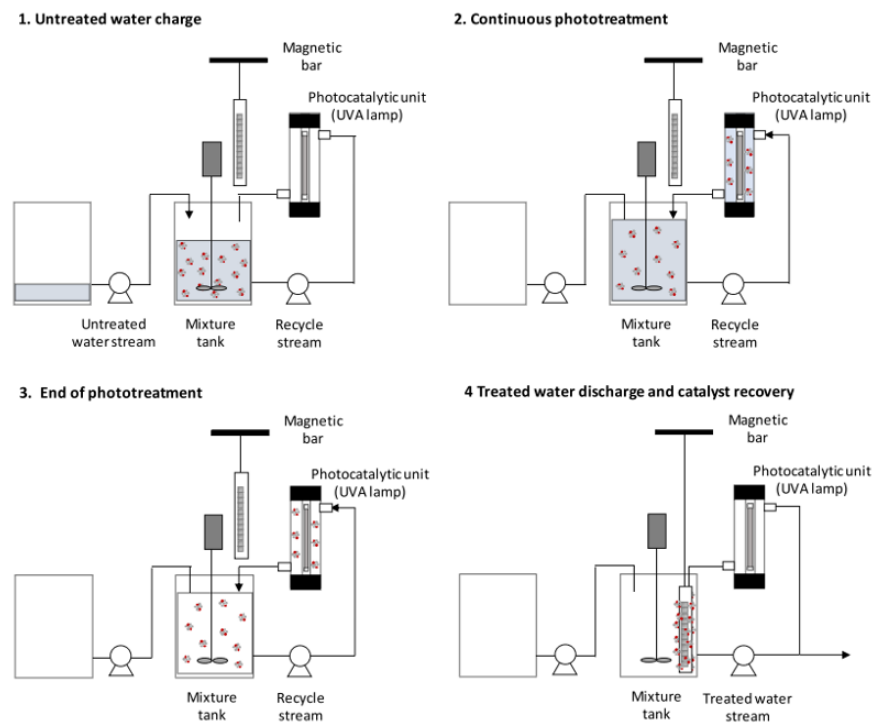 1. Untreated water charge
Magnetic
bar
Photocatalytic unit
(UVA lamp)
Untreated
water stream
Mixture
tank
Recycle
stream
2. Continuous phototreatment
Magnetic
bar
Photocatalytic unit
(UVA lamp)
Mixture
tank
Recycle
stream
3. End of phototreatment
Magnetic
bar
Photocatalytic unit
(UVA lamp)
Mixture
tank
Recycle
stream
4 Treated water discharge and catalyst recovery
Magnetic
bar
Photocatalytic unit
(UVA lamp)
Mixture
tank
Treated water
stream